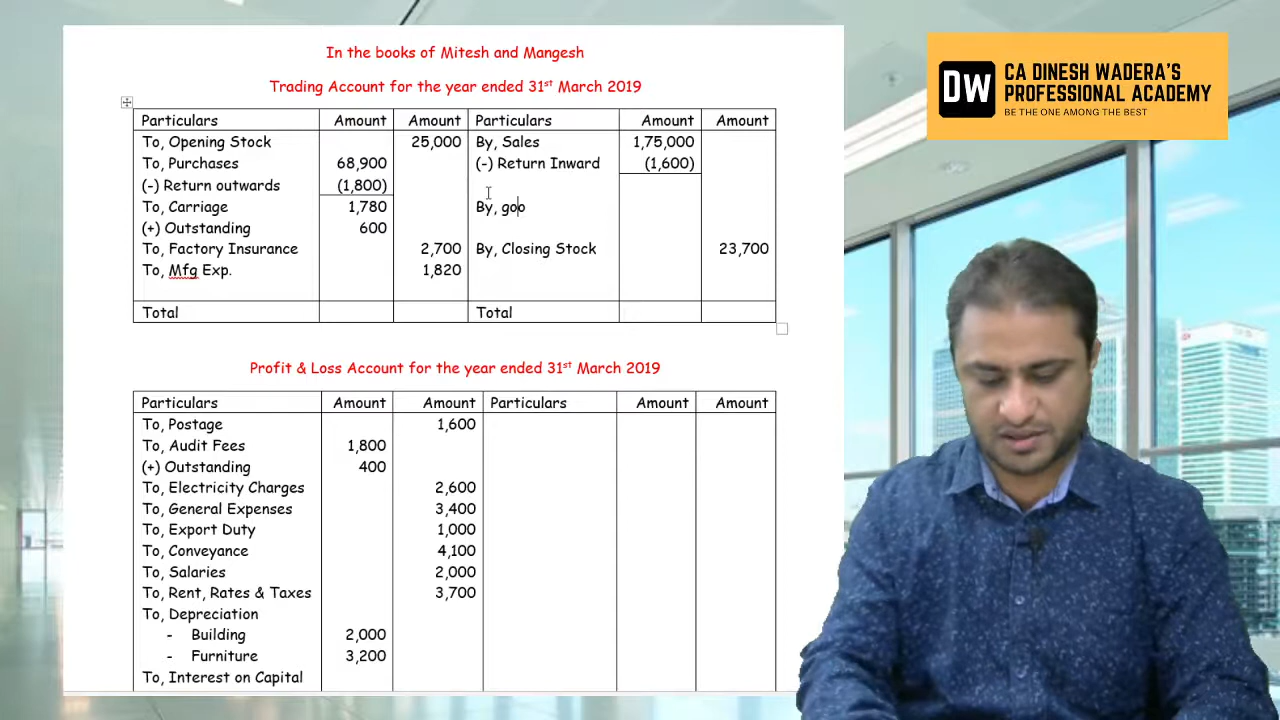 In the books of Mitesh and Mangesh
Trading Account for the year ended 31st March 2019
Particulars Amount Amount Particulars Amount Amount
To, Opening Stock 25,000 By, Sales 1,75,000
To, Purchases 68,900 (-) Return Inward (1,600)
(-) Return outwards (1,800)
To, Carriage 1,780 By, goo
(+) Outstanding 600
To, Factory Insurance 2,700 By, Closing Stock 23,700
To, Mfg Exp. 1,820
Total Total
Profit & Loss Account for the year ended 31st March 2019
Particulars Amount Amount Particulars Amount Amount
To, Postage 1,600
To, Audit Fees 1,800
(+) Outstanding 400
To, Electricity Charges 2,600
To, General Expenses 3,400
To, Export Duty 1,000
To, Conveyance 4,100
To, Salaries 2,000
To, Rent, Rates & Taxes 3,700
To, Depreciation
- Building 2,000
- Furniture 3,200
To, Interest on Capital
DW
CA DINESH WADERA'S
PROFESSIONAL ACADEMY
BE THE ONE AMONG THE BEST